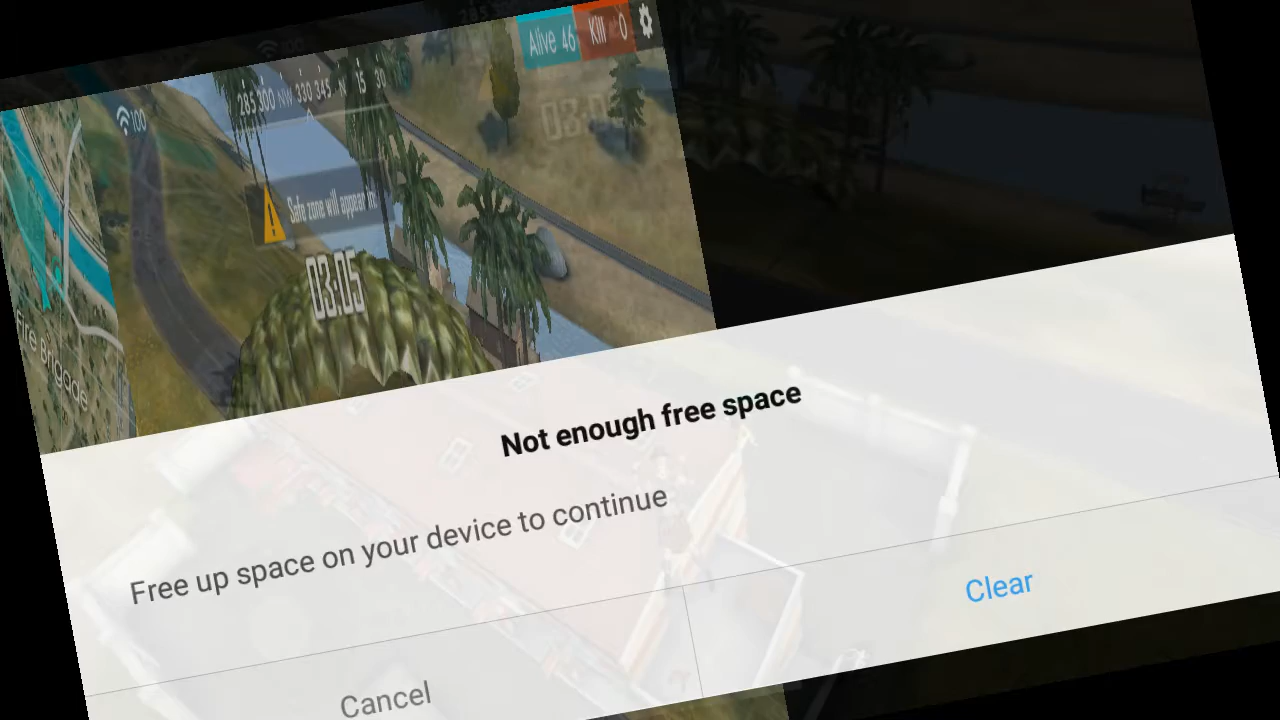 Alive 46 Kill 0
285 300 NW 330 345 N 15 30
100
Safe zone will appear in:
03:05
Fire Brigade
Not enough free space
Free up space on your device to continue
Cancel
Clear